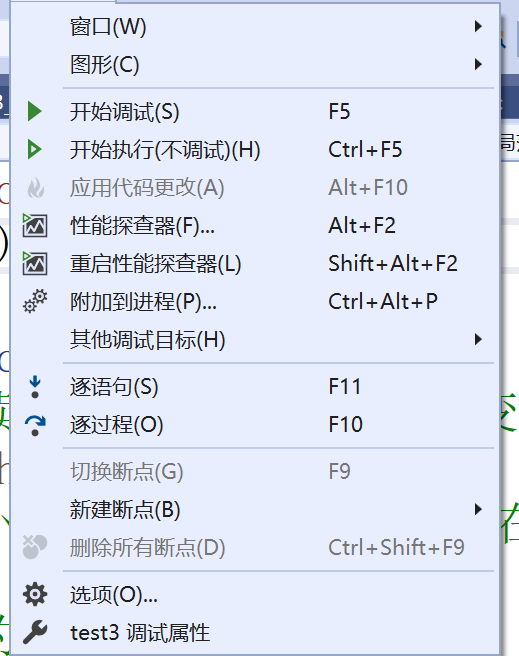 窗口(W)
图形(C)
开始调试(S) F5
开始执行(不调试)(H) Ctrl+F5
应用代码更改(A) Alt+F10
性能探查器(F)... Alt+F2
重启性能探查器(L) Shift+Alt+F2
附加到进程(P)... Ctrl+Alt+P
其他调试目标(H)
逐语句(S) F11
逐过程(O) F10
切换断点(G) F9
新建断点(B)
删除所有断点(D) Ctrl+Shift+F9
选项(O)...
test3 调试属性